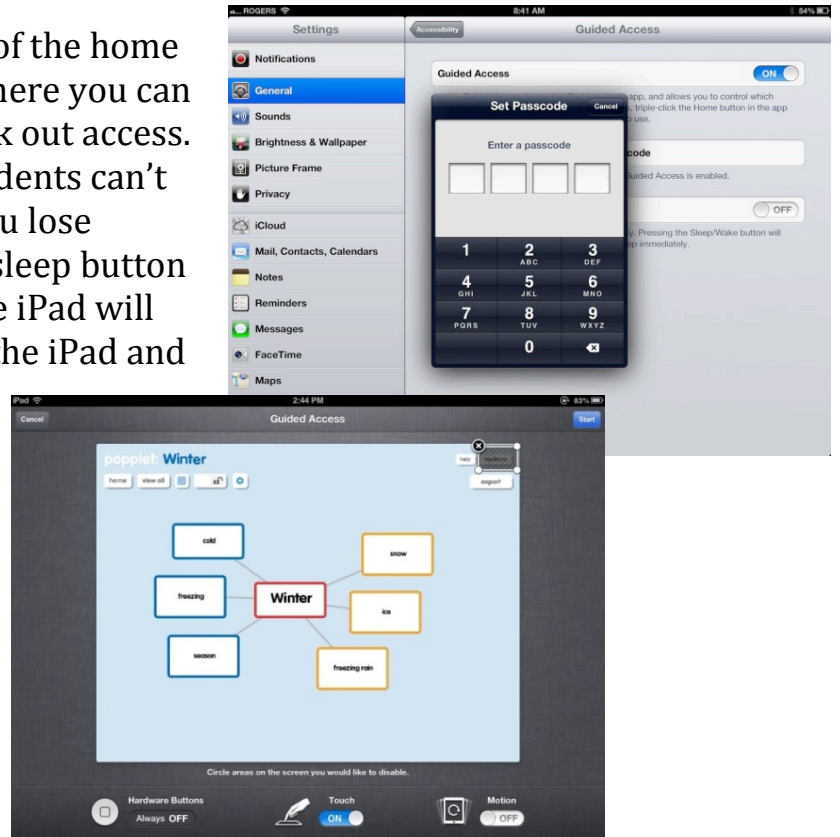 of the home
here you can
k out access.
dents can't
u lose
sleep button
e iPad will
the iPad and
ROGERS
8:41 AM
54%
Settings
Accessibility
Guided Access
Notifications
General
Sounds
Brightness & Wallpaper
Picture Frame
Privacy
iCloud
Mail, Contacts, Calendars
Notes
Reminders
Messages
FaceTime
Maps
Guided Access
ON
app, and allows you to control which
, triple-click the Home button in the app
o use.
code
Guided Access is enabled.
OFF
y. Pressing the Sleep/Wake button will
ep immediately.
Set Passcode
Cancel
Enter a passcode
1
2
ABC
3
DEF
4
GHI
5
JKL
6
MNO
7
PQRS
8
TUV
9
WXYZ
0
iPad
2:44 PM
83%
Cancel
Guided Access
Start
popplet: Winter
help
home
view all
export
cold
snow
freezing
Winter
ice
season
freezing rain
Circle areas on the screen you would like to disable.
Hardware Buttons
Always OFF
Touch
ON
Motion
OFF